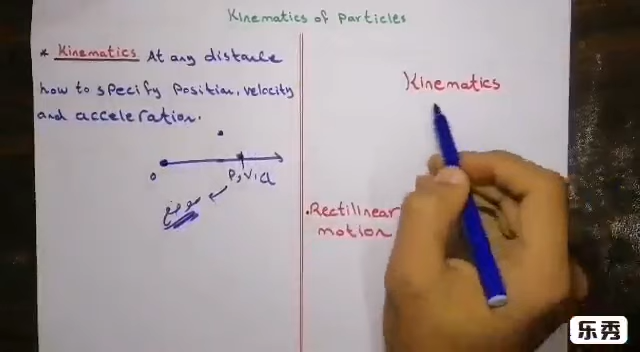 Kinematics of Particles
* Kinematics At any distance
how to specify Position, velocity
and acceleration.
o
P, V, a
موضع
Kinematics
.Rectilinear
motion
乐秀